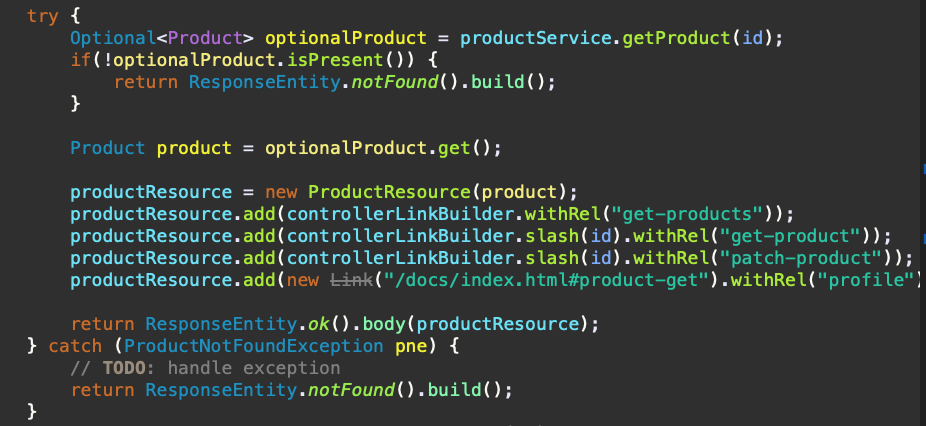 try {
    Optional<Product> optionalProduct = productService.getProduct(id);
    if(!optionalProduct.isPresent()) {
        return ResponseEntity.notFound().build();
    }
    Product product = optionalProduct.get();
    productResource = new ProductResource(product);
    productResource.add(controllerLinkBuilder.withRel("get-products"));
    productResource.add(controllerLinkBuilder.slash(id).withRel("get-product"));
    productResource.add(controllerLinkBuilder.slash(id).withRel("patch-product"));
    productResource.add(new Link("/docs/index.html#product-get").withRel("profile")
    return ResponseEntity.ok().body(productResource);
} catch (ProductNotFoundException pne) {
    // TODO: handle exception
    return ResponseEntity.notFound().build();
}